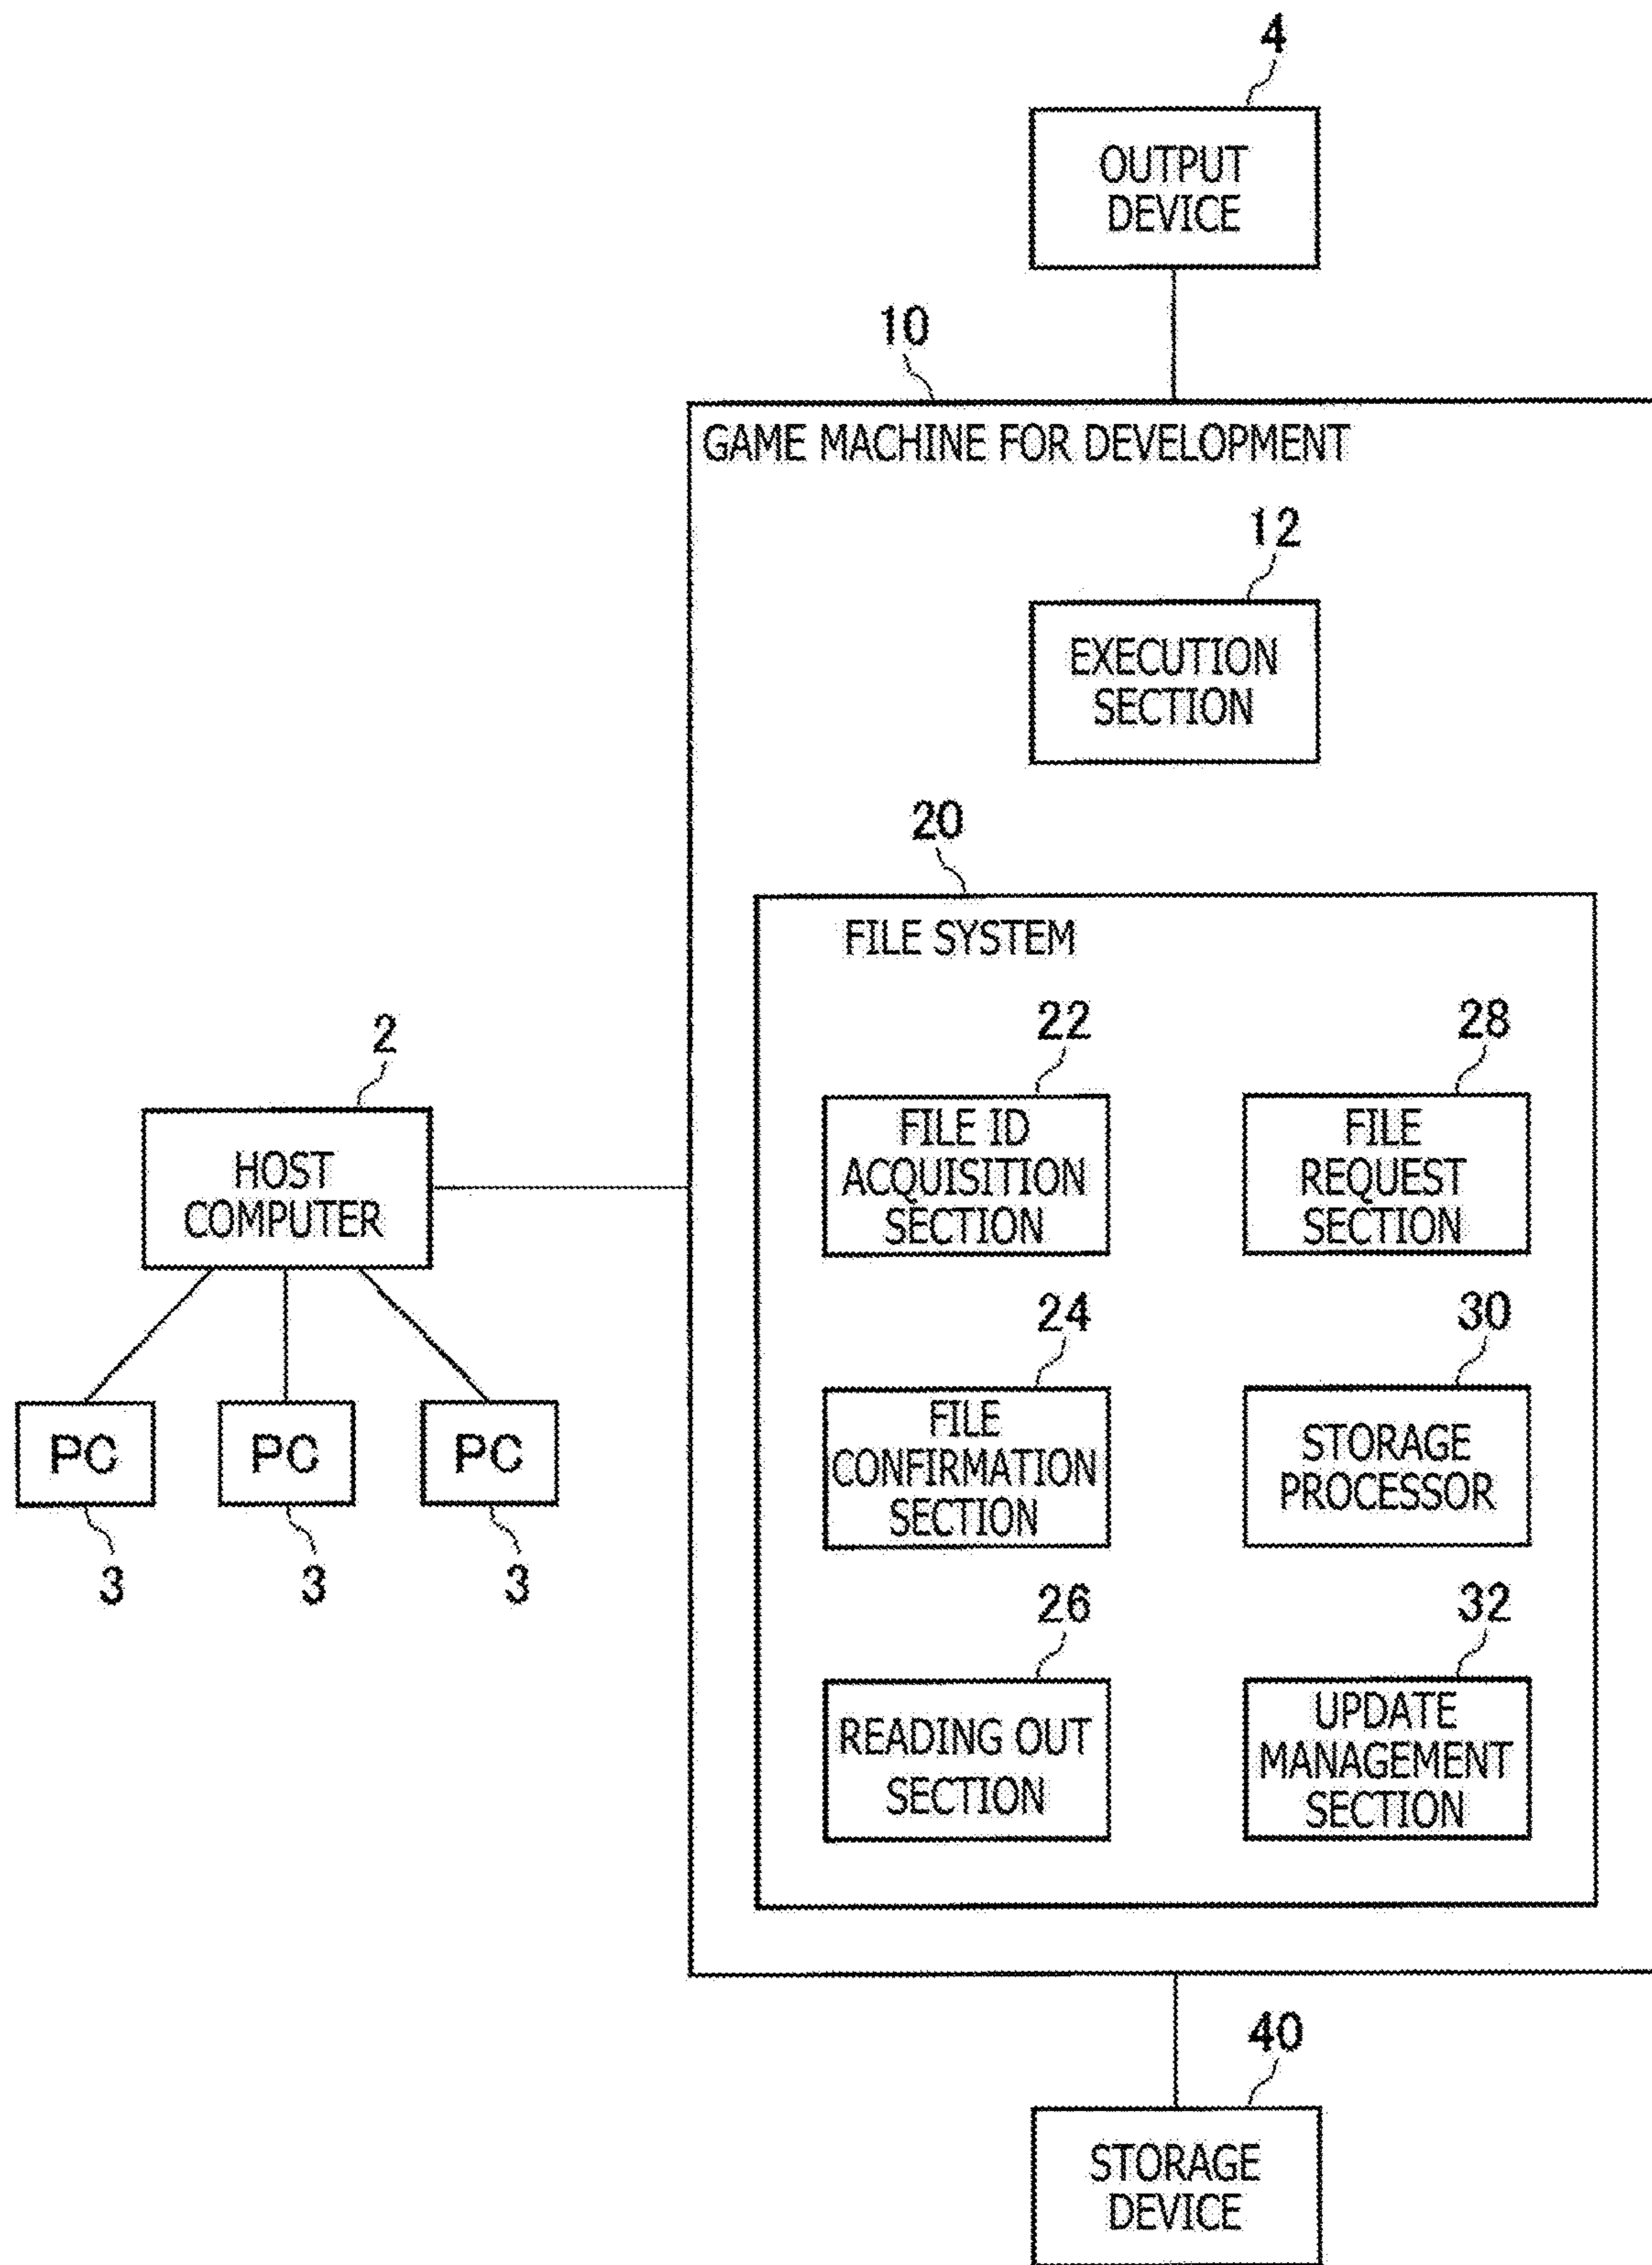 4
OUTPUT
DEVICE
10
GAME MACHINE FOR DEVELOPMENT
12
EXECUTION
SECTION
20
FILE SYSTEM
22
FILE ID
ACQUISITION
SECTION
28
FILE
REQUEST
SECTION
2
HOST
COMPUTER
24
FILE
CONFIRMATION
SECTION
30
STORAGE
PROCESSOR
PC
PC
PC
3
3
3
26
READING OUT
SECTION
32
UPDATE
MANAGEMENT
SECTION
40
STORAGE
DEVICE